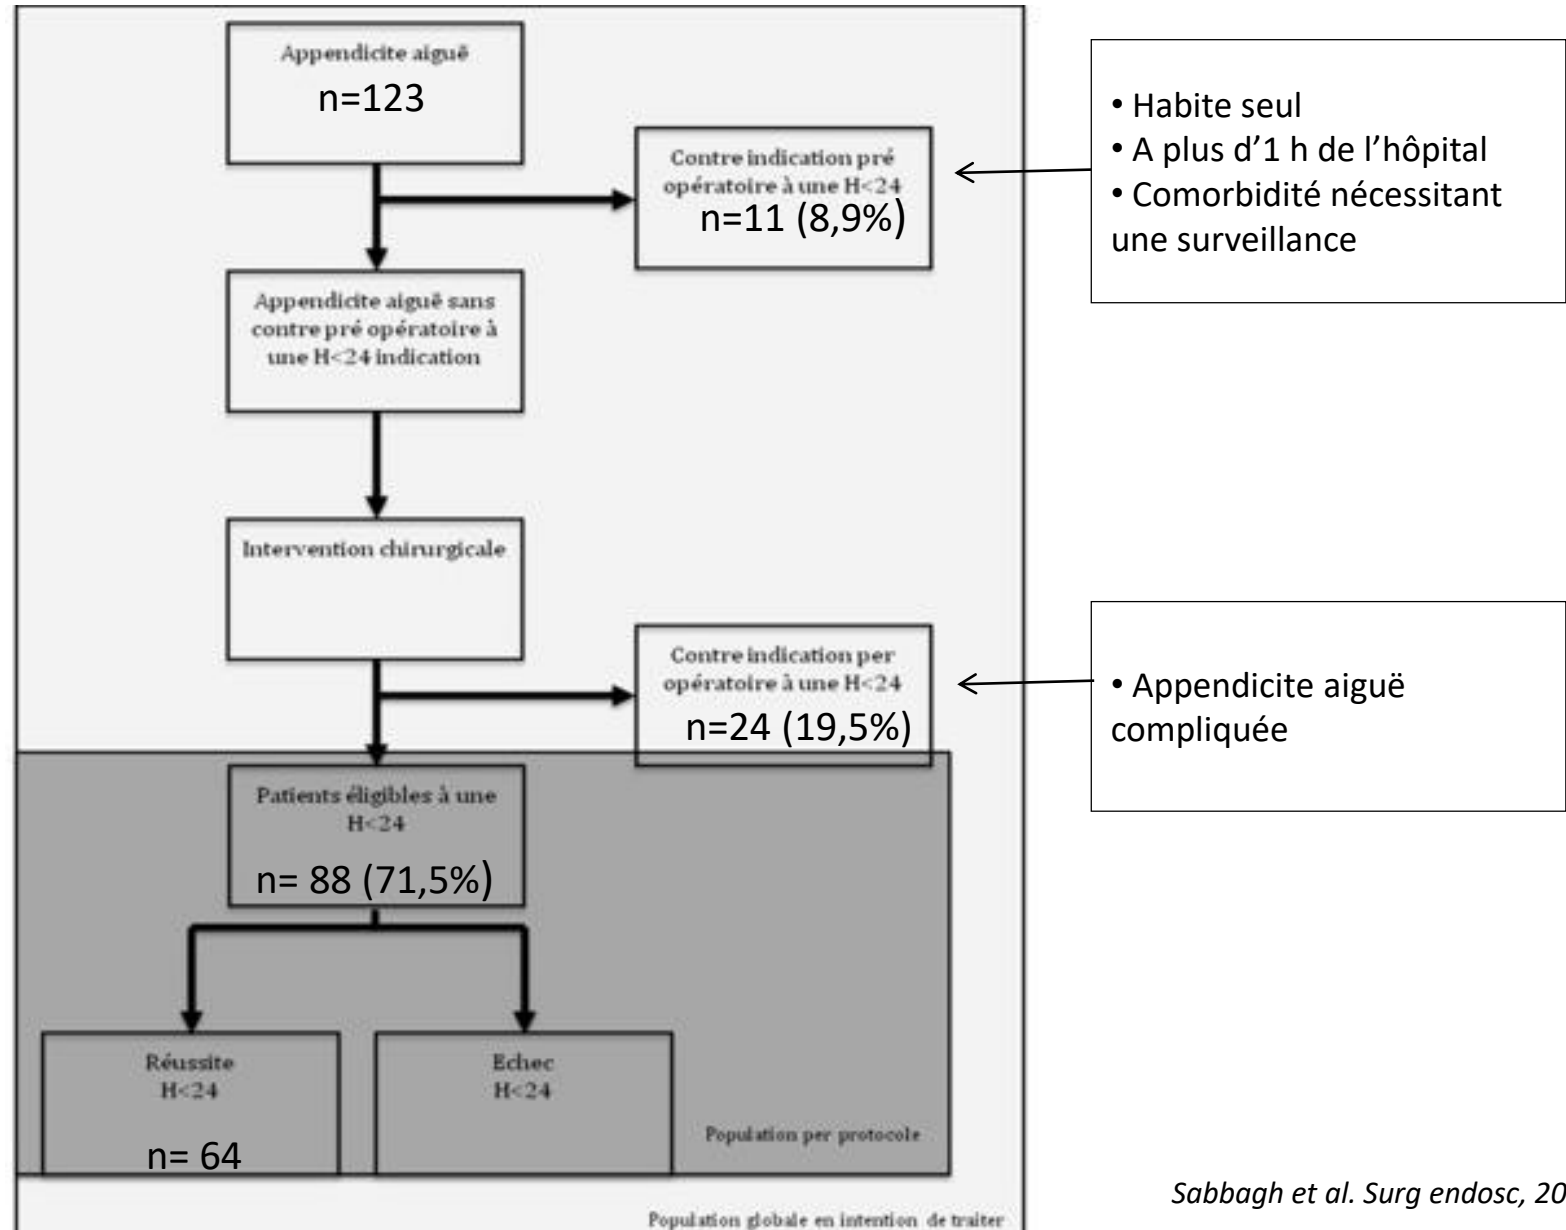 Appendicite aiguë
n=123
Contre indication pré
opératoire à une H<24
n=11 (8,9%)
• Habite seul
• A plus d’1 h de l’hôpital
• Comorbidité nécessitant
une surveillance
Appendicite aiguë sans
contre pré opératoire à
une H<24 indication
Intervention chirurgicale
Contre indication per
opératoire à une H<24
n=24 (19,5%)
• Appendicite aiguë
compliquée
Patients éligibles à une
H<24
n= 88 (71,5%)
Réussite
H<24
n= 64
Echec
H<24
Population per protocole
Population globale en intention de traiter
Sabbagh et al. Surg endosc, 20